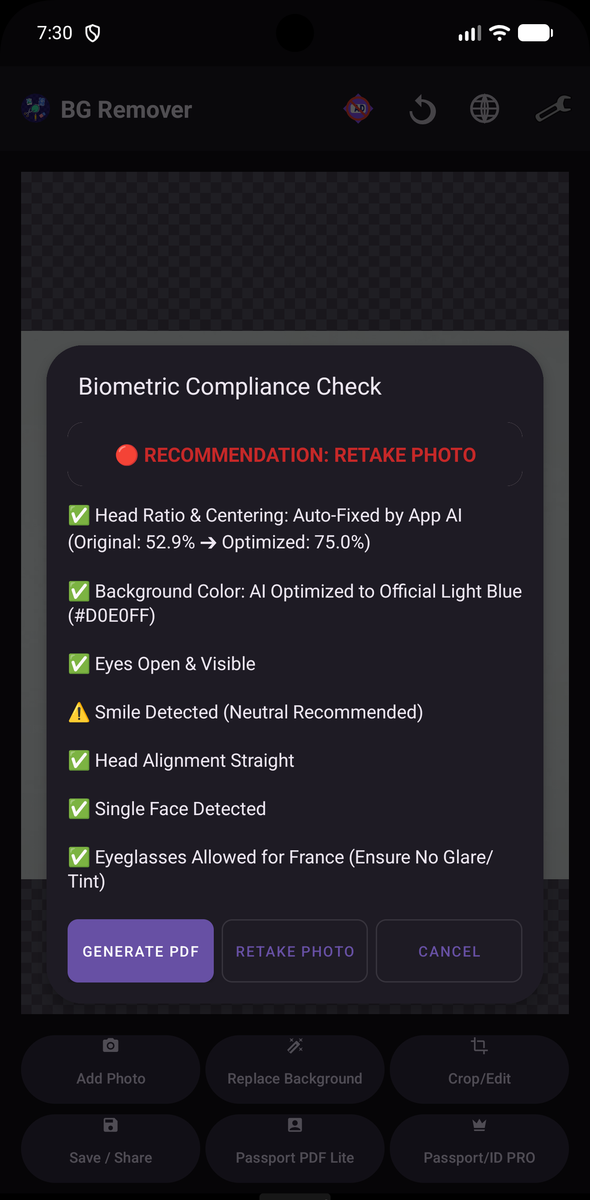 7:30
BG Remover
AD
Biometric Compliance Check
🔴 RECOMMENDATION: RETAKE PHOTO
✅ Head Ratio & Centering: Auto-Fixed by App AI
(Original: 52.9% ➔ Optimized: 75.0%)
✅ Background Color: AI Optimized to Official Light Blue
(#D0E0FF)
✅ Eyes Open & Visible
⚠️ Smile Detected (Neutral Recommended)
✅ Head Alignment Straight
✅ Single Face Detected
✅ Eyeglasses Allowed for France (Ensure No Glare/
Tint)
GENERATE PDF
RETAKE PHOTO
CANCEL
Add Photo
Replace Background
Crop/Edit
Save / Share
Passport PDF Lite
Passport/ID PRO